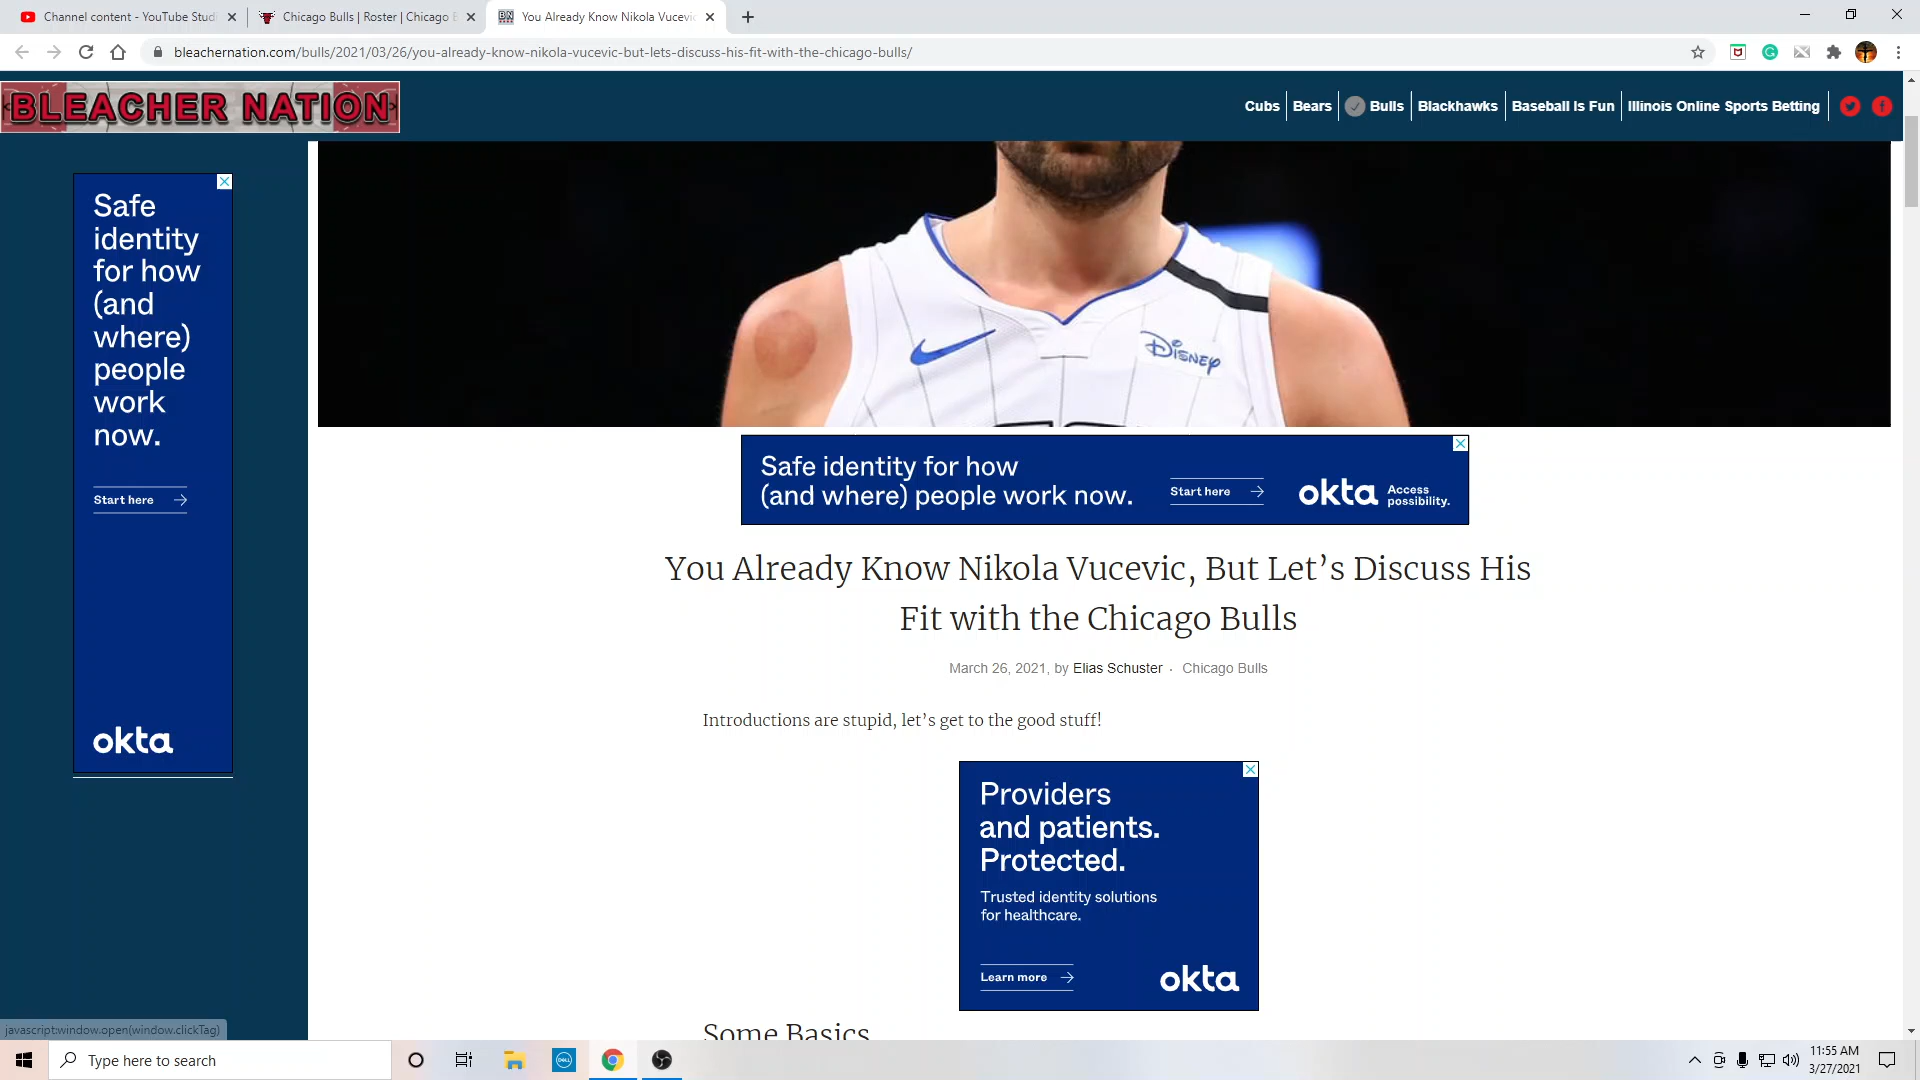 Channel content - YouTube Stud
Chicago Bulls | Roster | Chicago B
You Already Know Nikola Vucevic
bleachernation.com/bulls/2021/03/26/you-already-know-nikola-vucevic-but-lets-discuss-his-fit-with-the-chicago-bulls/
BLEACHER NATION
Cubs
Bears
Bulls
Blackhawks
Baseball Is Fun
Illinois Online Sports Betting
Safe
identity
for how
(and
where)
people
work
now.
Start here
okta
Disney
Safe identity for how
(and where) people work now.
Start here
okta
Access
possibility.
You Already Know Nikola Vucevic, But Let’s Discuss His
Fit with the Chicago Bulls
March 26, 2021, by Elias Schuster · Chicago Bulls
Introductions are stupid, let’s get to the good stuff!
Providers
and patients.
Protected.
Trusted identity solutions
for healthcare.
Learn more
okta
Some Basics
javascript:window.open(window.clickTag)
Type here to search
DELL
11:55 AM
3/27/2021